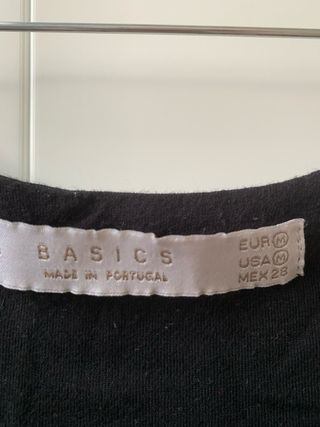 BASICS
MADE IN PORTUGAL
EUR M
USA M
MEX 28